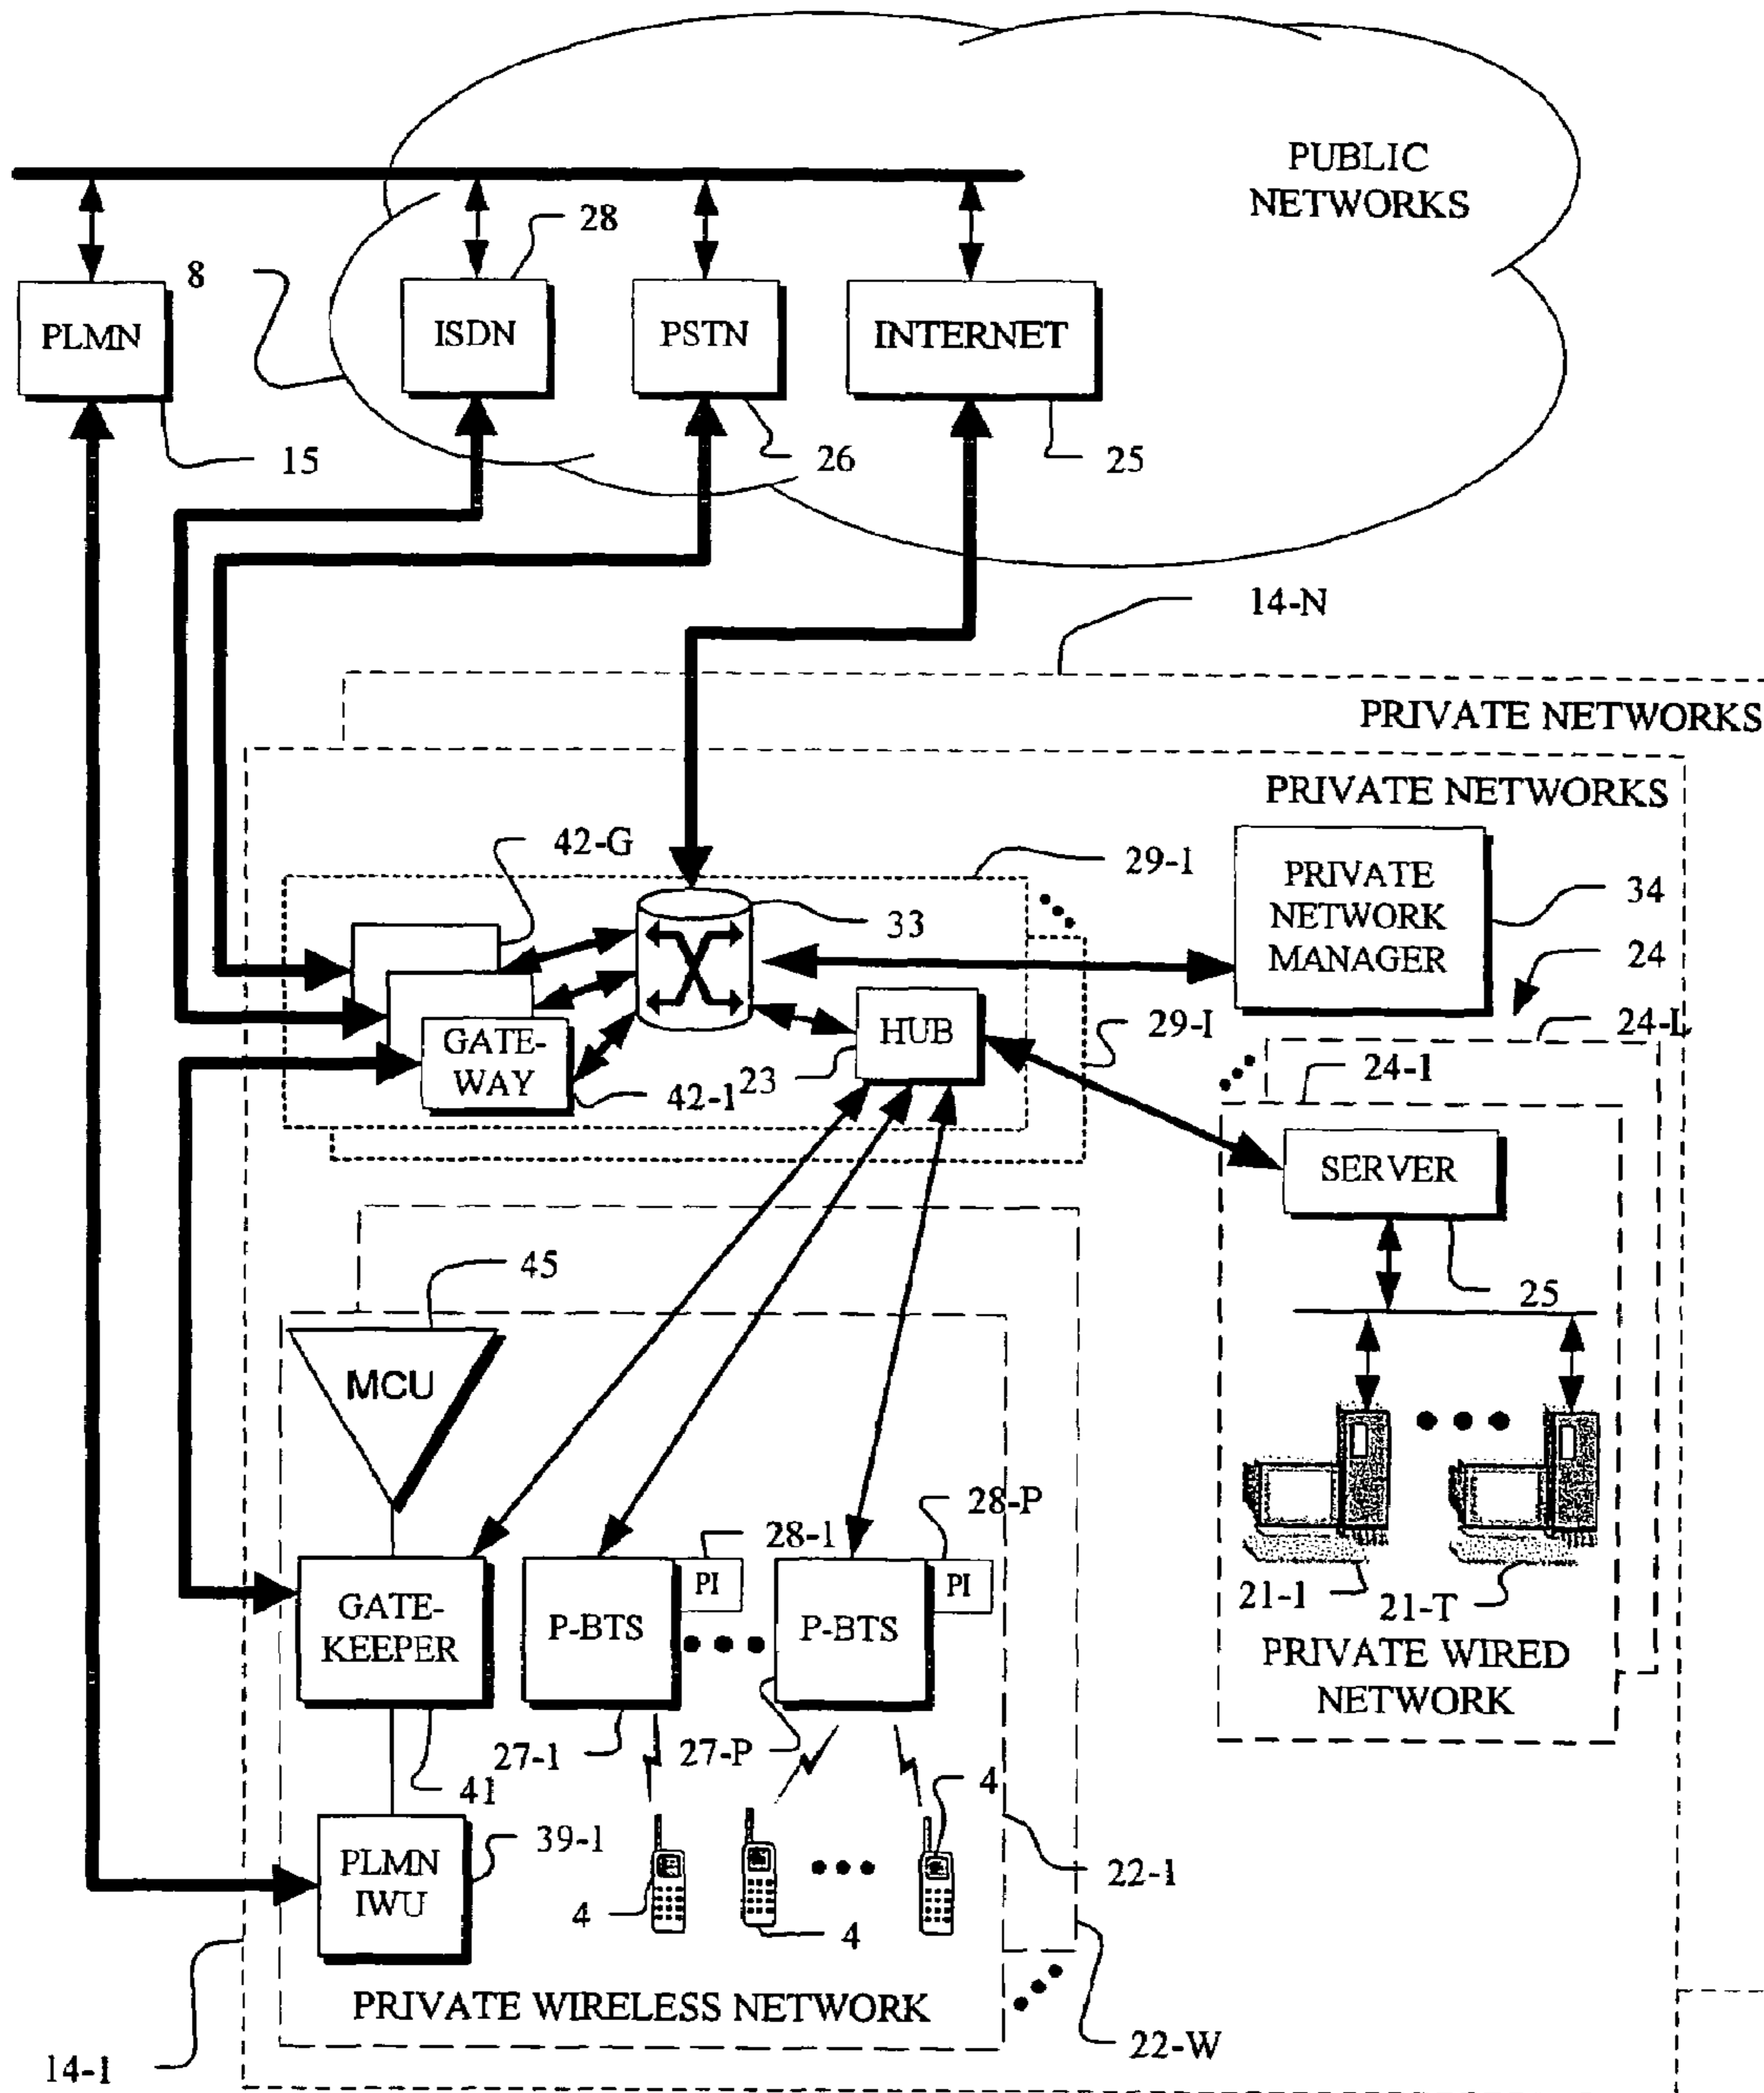 PUBLIC
NETWORKS
28
8
PLMN
ISDN
PSTN
INTERNET
15
26
25
14-N
PRIVATE NETWORKS
PRIVATE NETWORKS
42-G
29-1
PRIVATE
NETWORK
MANAGER
34
33
24
HUB
29-I
24-L
GATE-
WAY
23
42-1
24-1
SERVER
45
25
MCU
28-P
28-1
PI
PI
GATE-
KEEPER
P-BTS
P-BTS
21-1
21-T
PRIVATE WIRED
NETWORK
27-1
27-P
41
4
39-1
PLMN
IWU
22-1
4
4
PRIVATE WIRELESS NETWORK
22-W
14-1